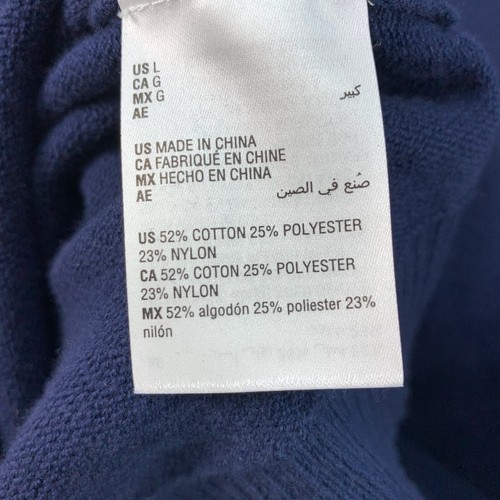 US L
CA G
MX G
AE كبير
US MADE IN CHINA
CA FABRIQUÉ EN CHINE
MX HECHO EN CHINA
AE صُنع في الصين
US 52% COTTON 25% POLYESTER
23% NYLON
CA 52% COTON 25% POLYESTER
23% NYLON
MX 52% algodón 25% poliester 23%
nilón